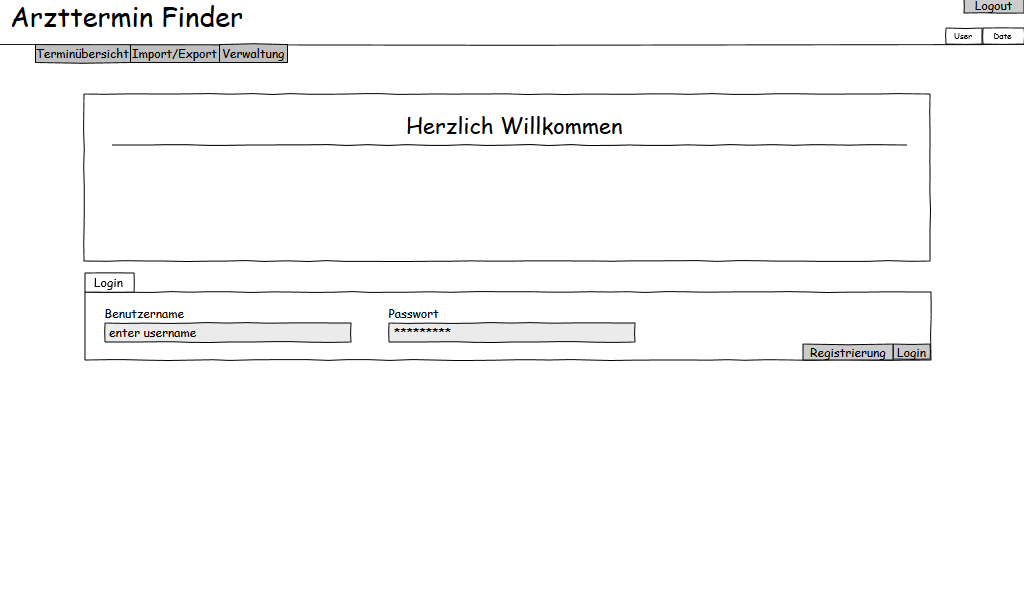 Arzttermin Finder
Logout
User Date
Terminübersicht Import/Export Verwaltung
Herzlich Willkommen
Login
Benutzername Passwort
enter username *********
Registrierung Login